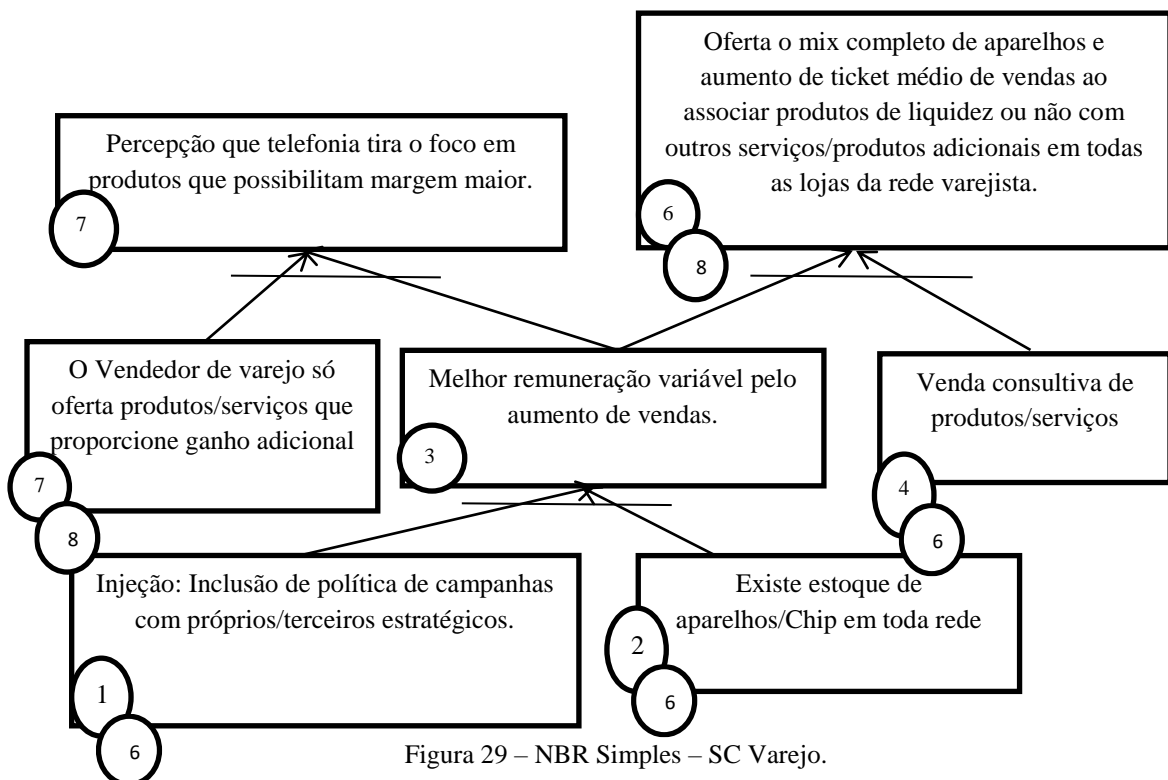 Oferta o mix completo de aparelhos e
aumento de ticket médio de vendas ao
associar produtos de liquidez ou não com
outros serviços/produtos adicionais em todas
as lojas da rede varejista.
6
8
Percepção que telefonia tira o foco em
produtos que possibilitam margem maior.
7
O Vendedor de varejo só
oferta produtos/serviços que
proporcione ganho adicional
7
8
Melhor remuneração variável pelo
aumento de vendas.
3
Venda consultiva de
produtos/serviços
4
6
Injeção: Inclusão de política de campanhas
com próprios/terceiros estratégicos.
1
6
Existe estoque de
aparelhos/Chip em toda rede
2
6
Figura 29 – NBR Simples – SC Varejo.